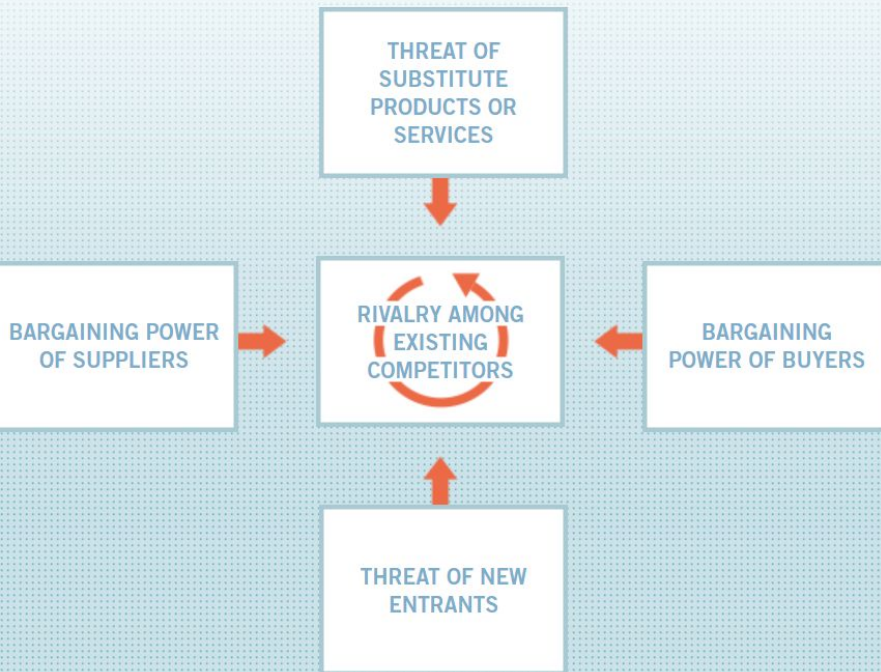 THREAT OF
SUBSTITUTE
PRODUCTS OR
SERVICES
BARGAINING POWER
OF SUPPLIERS
RIVALRY AMONG
EXISTING
COMPETITORS
BARGAINING
POWER OF BUYERS
THREAT OF NEW
ENTRANTS